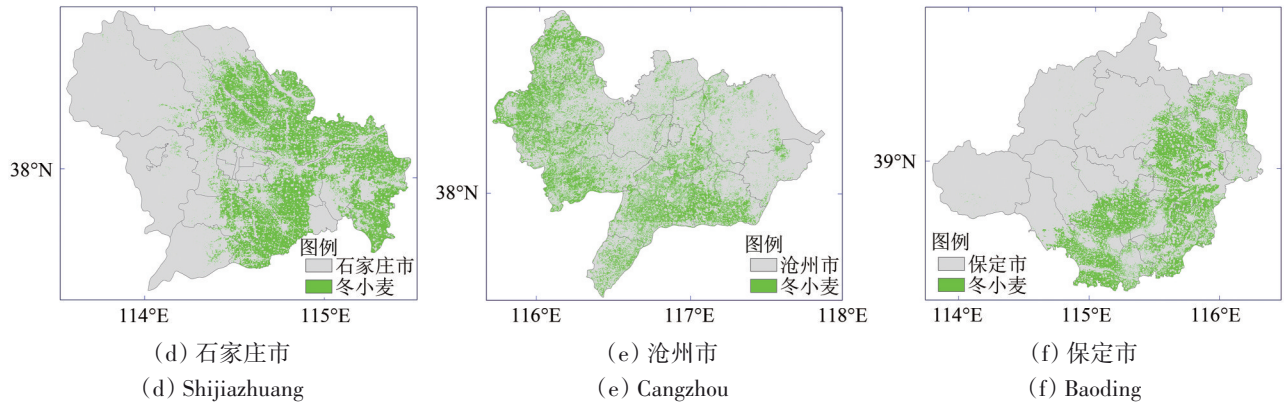 38°N
图例
石家庄市
冬小麦
114°E
115°E
(d) 石家庄市
(d) Shijiazhuang
38°N
图例
沧州市
冬小麦
116°E
117°E
118°E
(e) 沧州市
(e) Cangzhou
39°N
图例
保定市
冬小麦
114°E
115°E
116°E
(f) 保定市
(f) Baoding